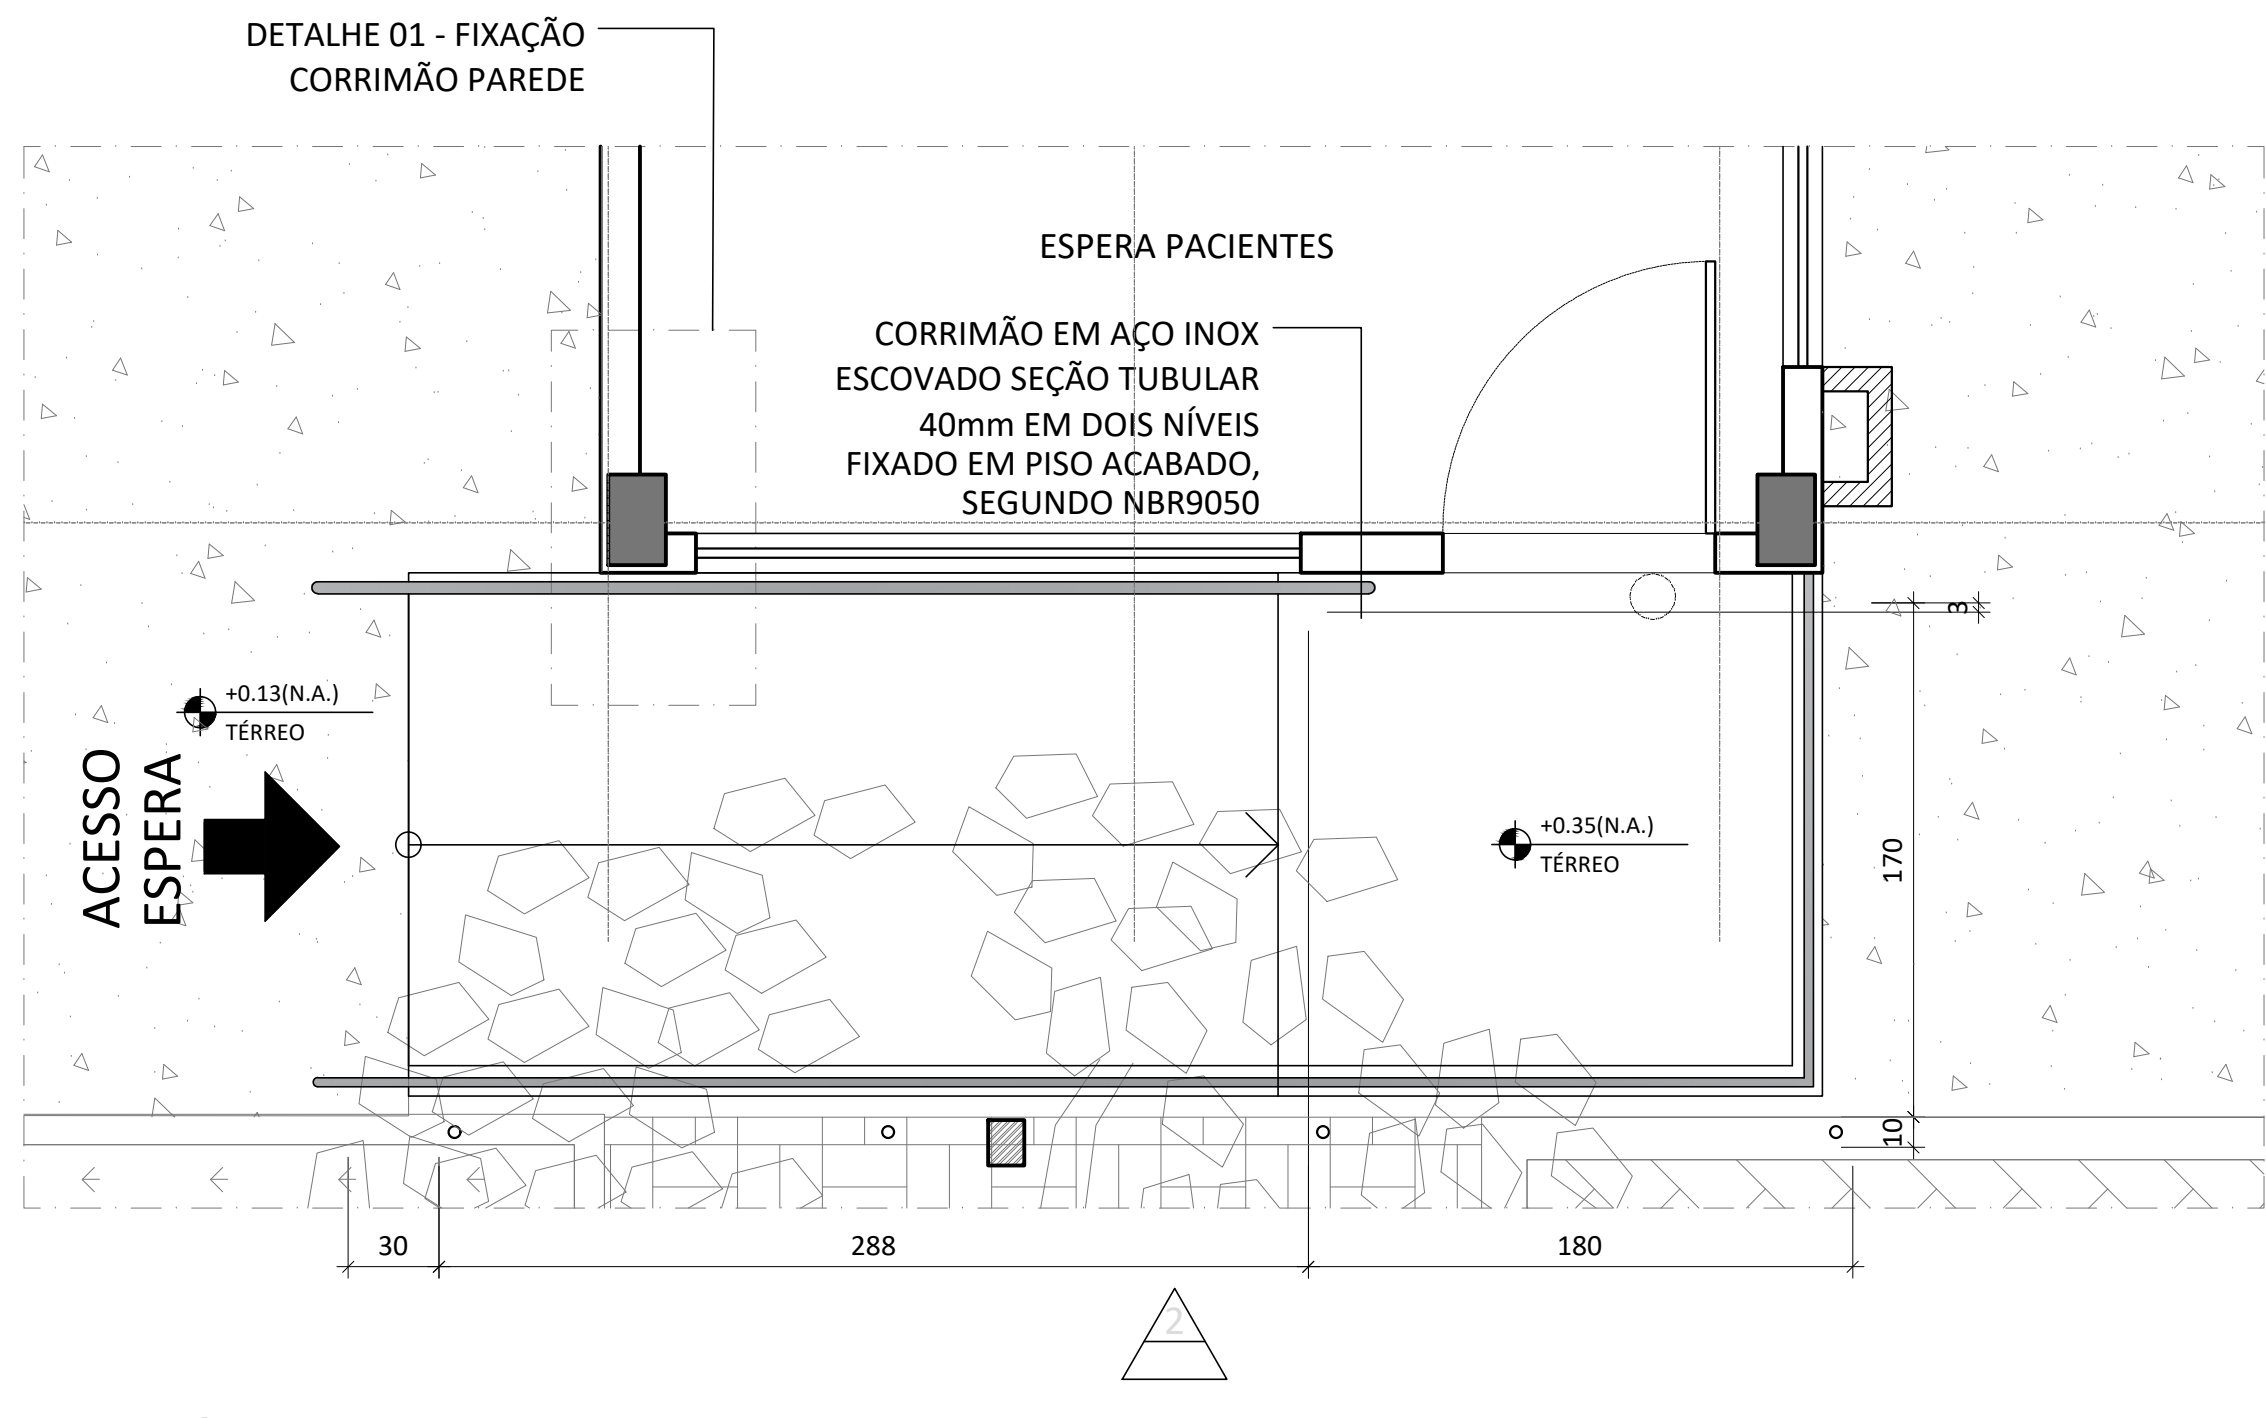 DETALHE 01 - FIXAÇÃO
CORRIMÃO PAREDE
ESPERA PACIENTES
CORRIMÃO EM AÇO INOX
ESCOVADO SEÇÃO TUBULAR
40mm EM DOIS NÍVEIS
FIXADO EM PISO ACABADO,
SEGUNDO NBR9050
3
+0.13(N.A.)
TÉRREO
ACESSO
ESPERA
+0.35(N.A.)
TÉRREO
170
10
30
288
180
2